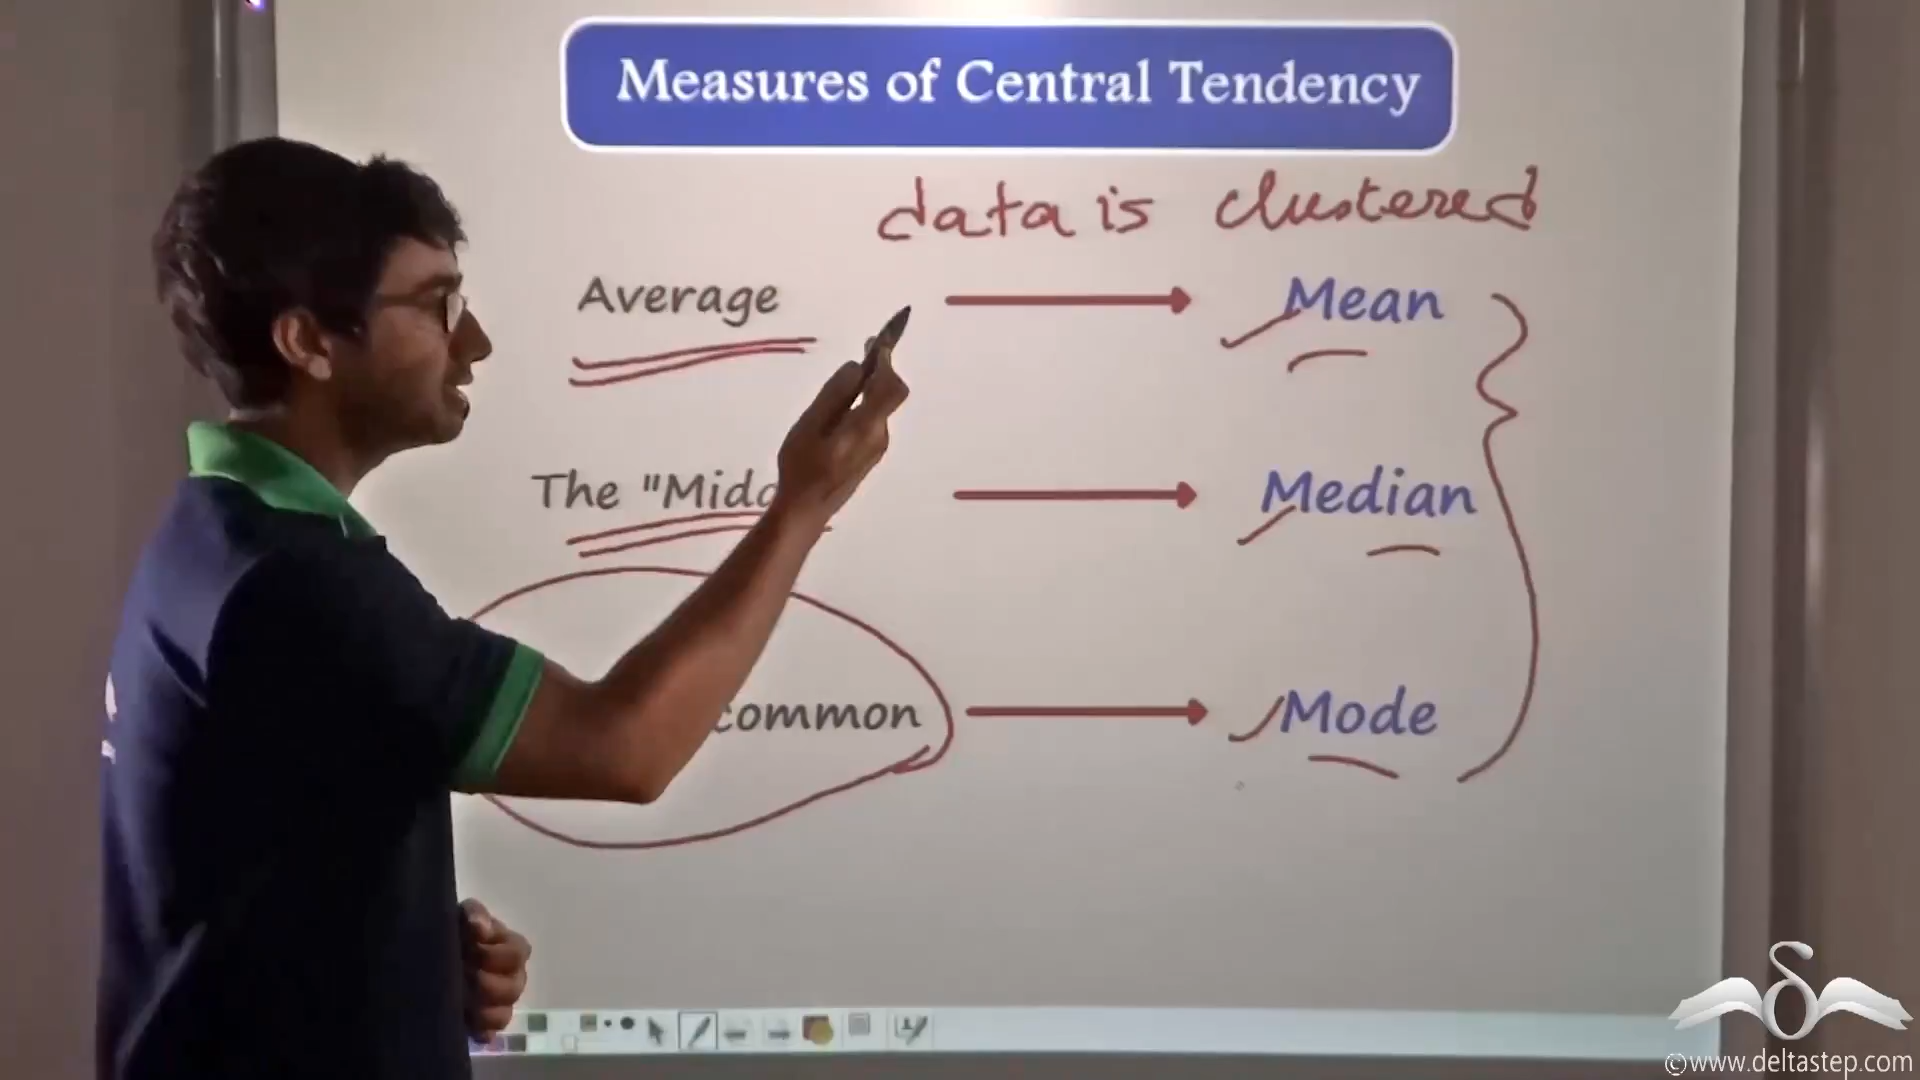 Measures of Central Tendency
data is clustered
Average Mean
The "Midd Median
common Mode
©www.deltastep.com